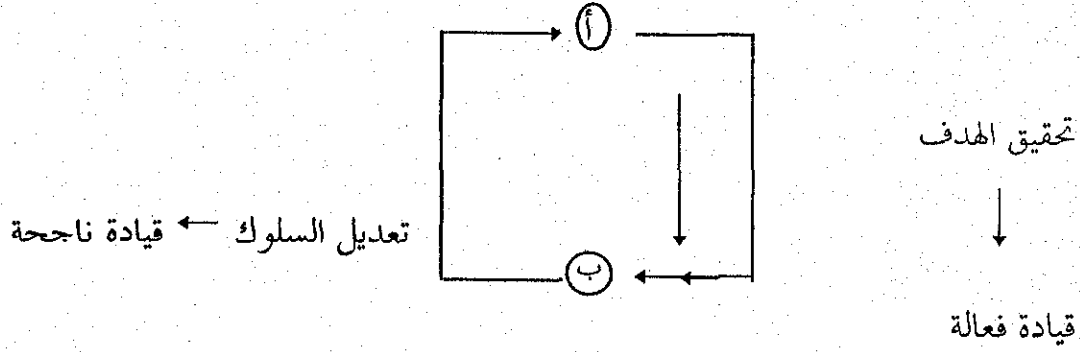 أ
تحقيق الهدف
تعديل السلوك ← قيادة ناجحة
ب
قيادة فعالة